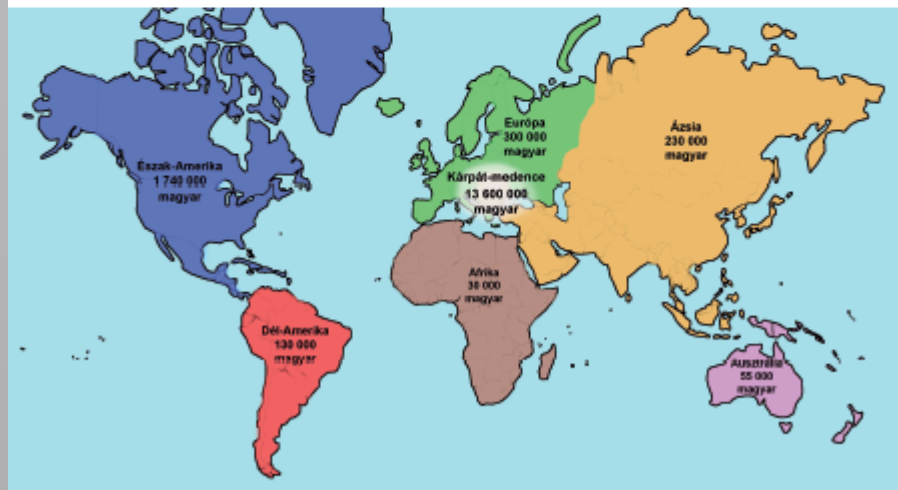 Észak-Amerika
1 740 000
magyar
Európa
300 000
magyar
Ázsia
230 000
magyar
Kárpát-medence
13 600 000
magyar
Afrika
30 000
magyar
Dél-Amerika
130 000
magyar
Ausztrália
55 000
magyar